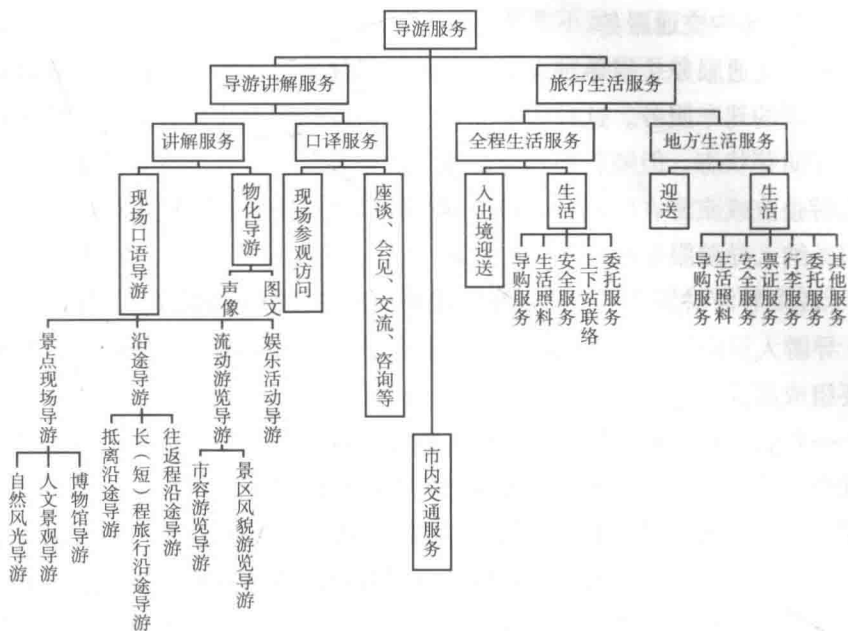 导游服务
导游讲解服务
旅行生活服务
讲解服务
口译服务
全程生活服务
地方生活服务
现场口语导游
物化导游
现场参观访问
座谈、会见、交流、咨询等
入出境迎送
生活
迎送
生活
声像
图文
导购服务
生活照料
安全服务
上下站联络
委托服务
导购服务
生活照料
安全服务
票证服务
行李服务
委托服务
其他服务
景点现场导游
沿途导游
流动游览导游
娱乐活动导游
市内交通服务
自然风光导游
人文景观导游
博物馆导游
抵离沿途导游
长（短）程旅行沿途导游
往返程沿途导游
市容游览导游
景区风貌游览导游